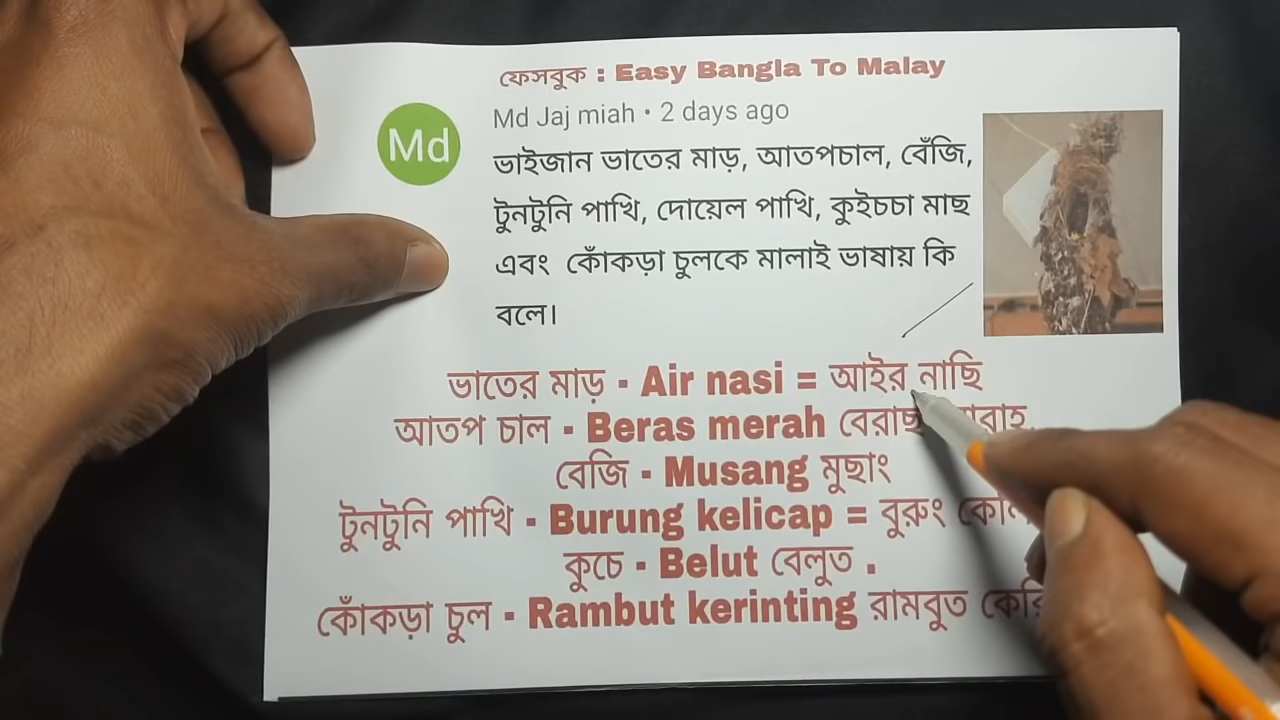 ফেসবুক : Easy Bangla To Malay
Md
Md Jaj miah • 2 days ago
ভাইজান ভাতের মাড়, আতপচাল, বেঁজি,
টুনটুনি পাখি, দোয়েল পাখি, কুইচচা মাছ
এবং কোঁকড়া চুলকে মালাই ভাষায় কি
বলে।
ভাতের মাড় - Air nasi = আইর নাছি
আতপ চাল - Beras merah বেরাছ
বেজি - Musang মুছাং
টুনটুনি পাখি - Burung kelicap = বুরুং
কুচে - Belut বেলুত .
কোঁকড়া চুল - Rambut kerinting রামবুত